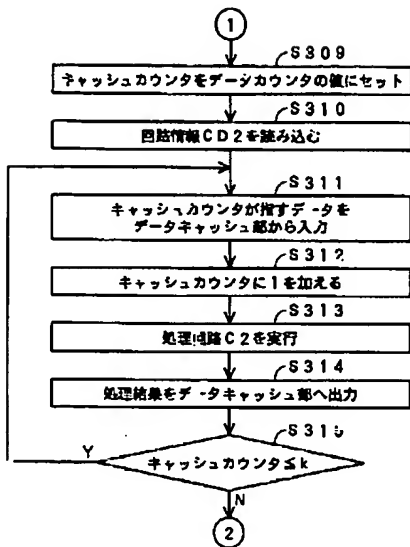 1
S309
キャッシュカウンタをデータカウンタの値にセット
S310
回路情報CD2を読み込む
S311
キャッシュカウンタが指すデータを
データキャッシュ部から入力
S312
キャッシュカウンタに1を加える
S313
処理回路C2を実行
S314
処理結果をデータキャッシュ部へ出力
S315
キャッシュカウンタ≦k
Y
N
2